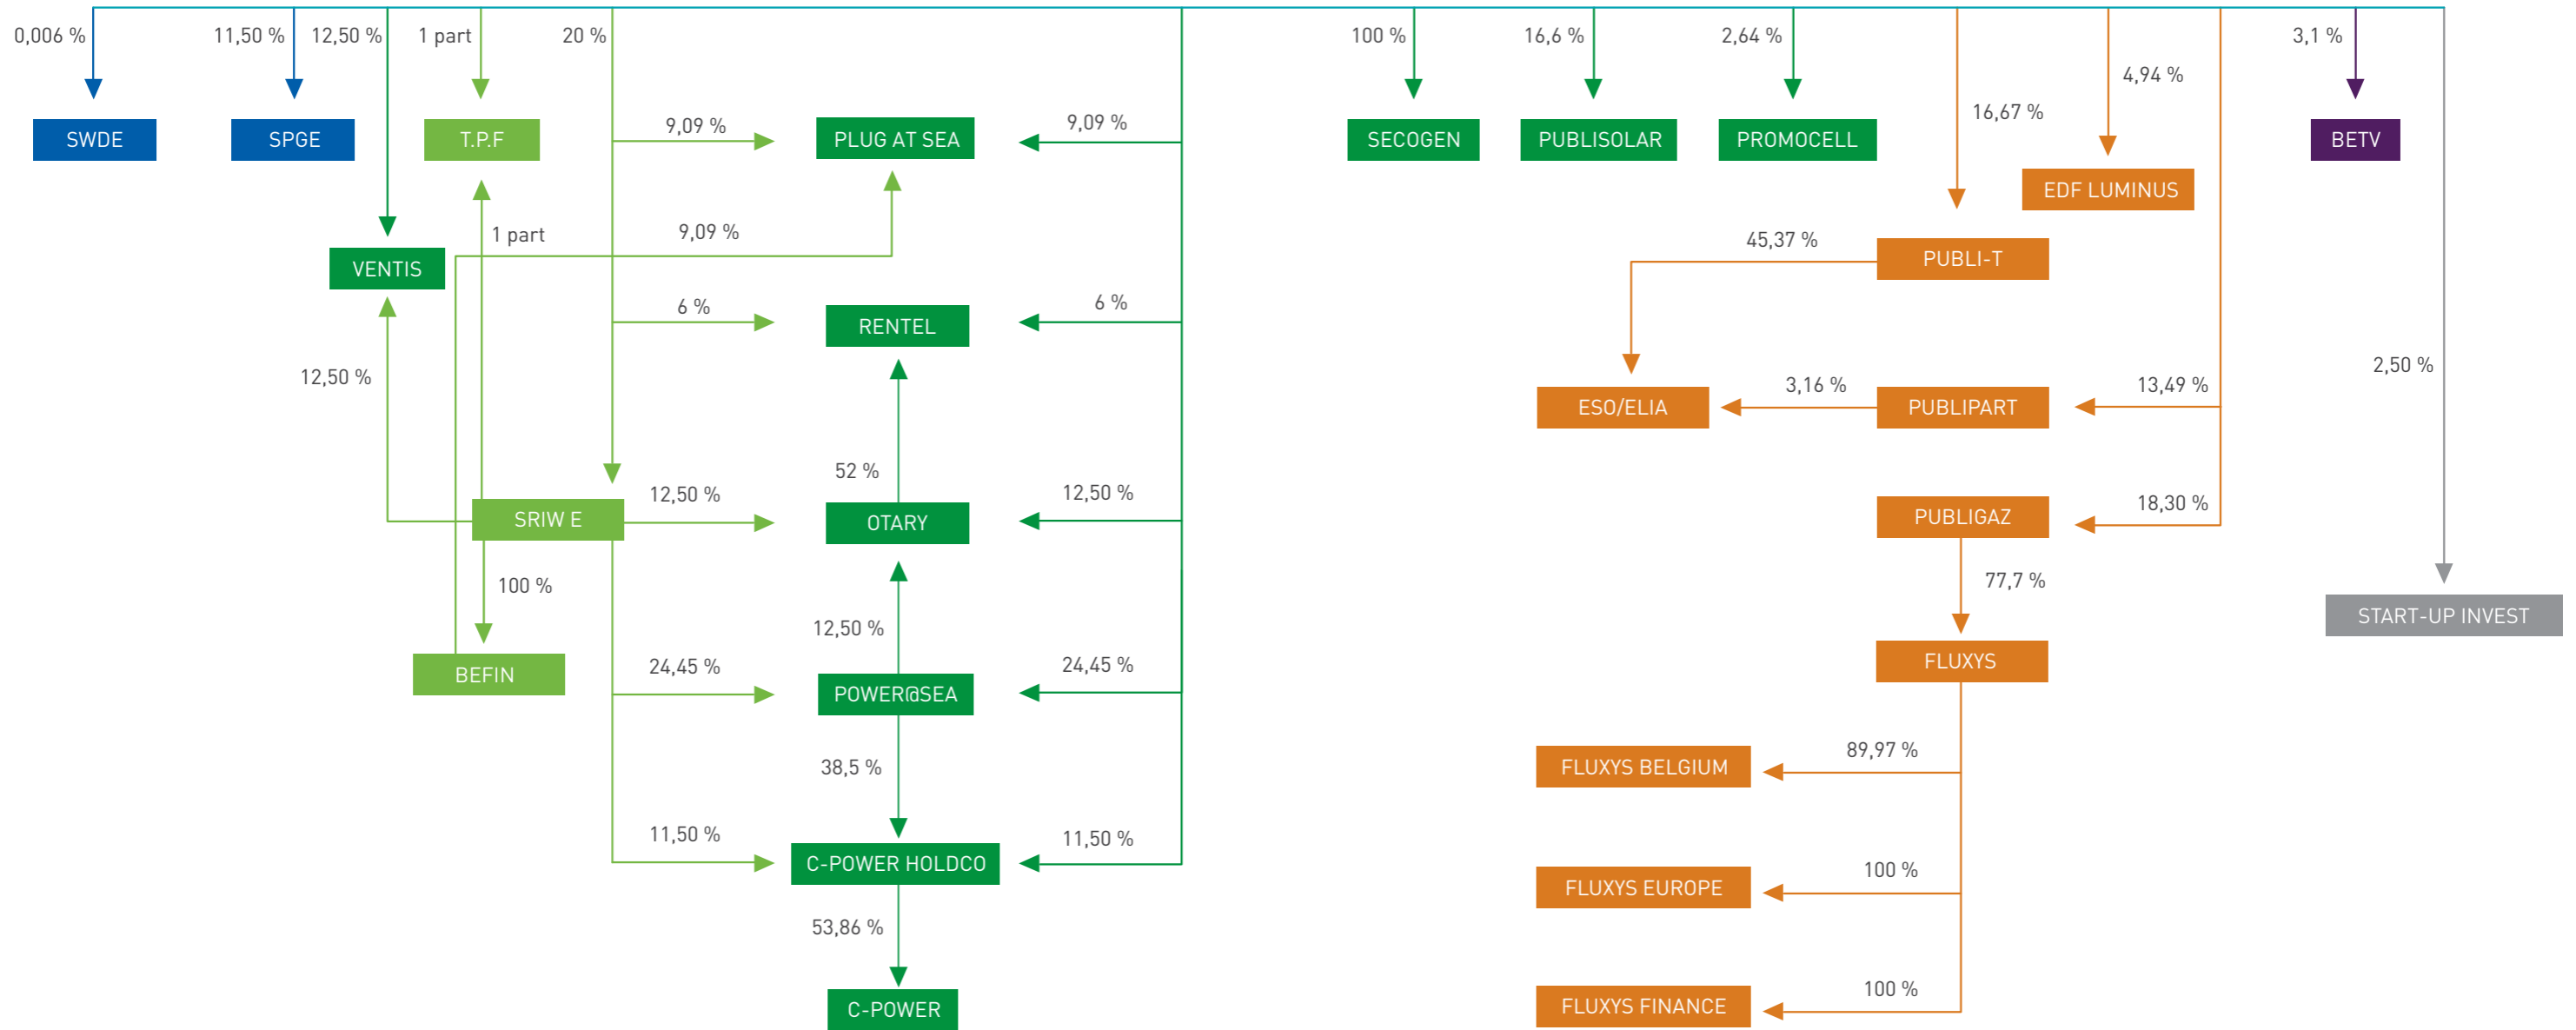 0,006 %
11,50 %
12,50 %
1 part
20 %
100 %
16,6 %
2,64 %
3,1 %
4,94 %
16,67 %
SWDE
SPGE
T.P.F
9,09 %
PLUG AT SEA
9,09 %
SECOGEN
PUBLISOLAR
PROMOCELL
BETV
EDF LUMINUS
1 part
9,09 %
45,37 %
PUBLI-T
VENTIS
6 %
RENTEL
6 %
12,50 %
2,50 %
ESO/ELIA
3,16 %
PUBLIPART
13,49 %
52 %
12,50 %
12,50 %
SRIW E
OTARY
PUBLIGAZ
18,30 %
100 %
77,7 %
12,50 %
START-UP INVEST
BEFIN
24,45 %
24,45 %
FLUXYS
POWER@SEA
38,5 %
89,97 %
FLUXYS BELGIUM
11,50 %
11,50 %
C-POWER HOLDCO
100 %
FLUXYS EUROPE
53,86 %
100 %
C-POWER
FLUXYS FINANCE